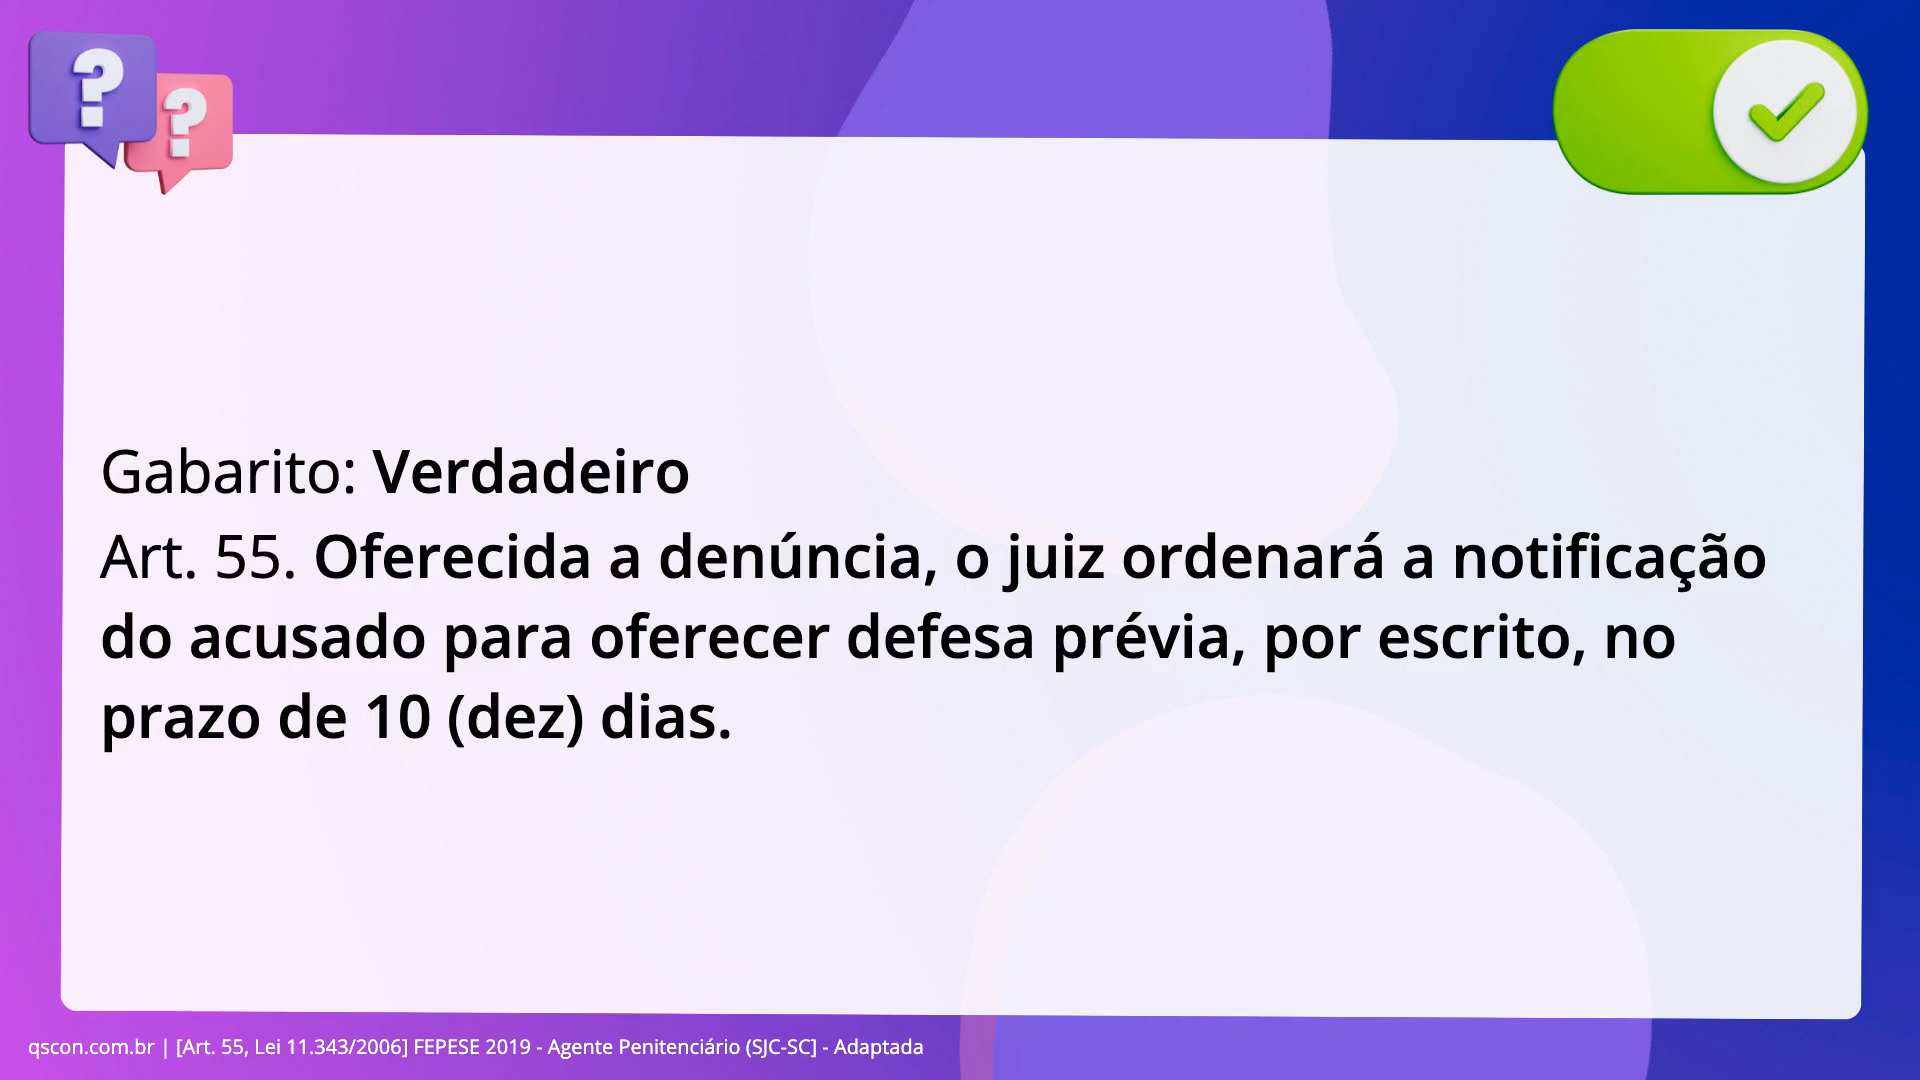 ?
?
Gabarito: Verdadeiro
Art. 55. Oferecida a denúncia, o juiz ordenará a notificação
do acusado para oferecer defesa prévia, por escrito, no
prazo de 10 (dez) dias.
qscon.com.br | [Art. 55, Lei 11.343/2006] FEPESE 2019 - Agente Penitenciário (SJC-SC] - Adaptada